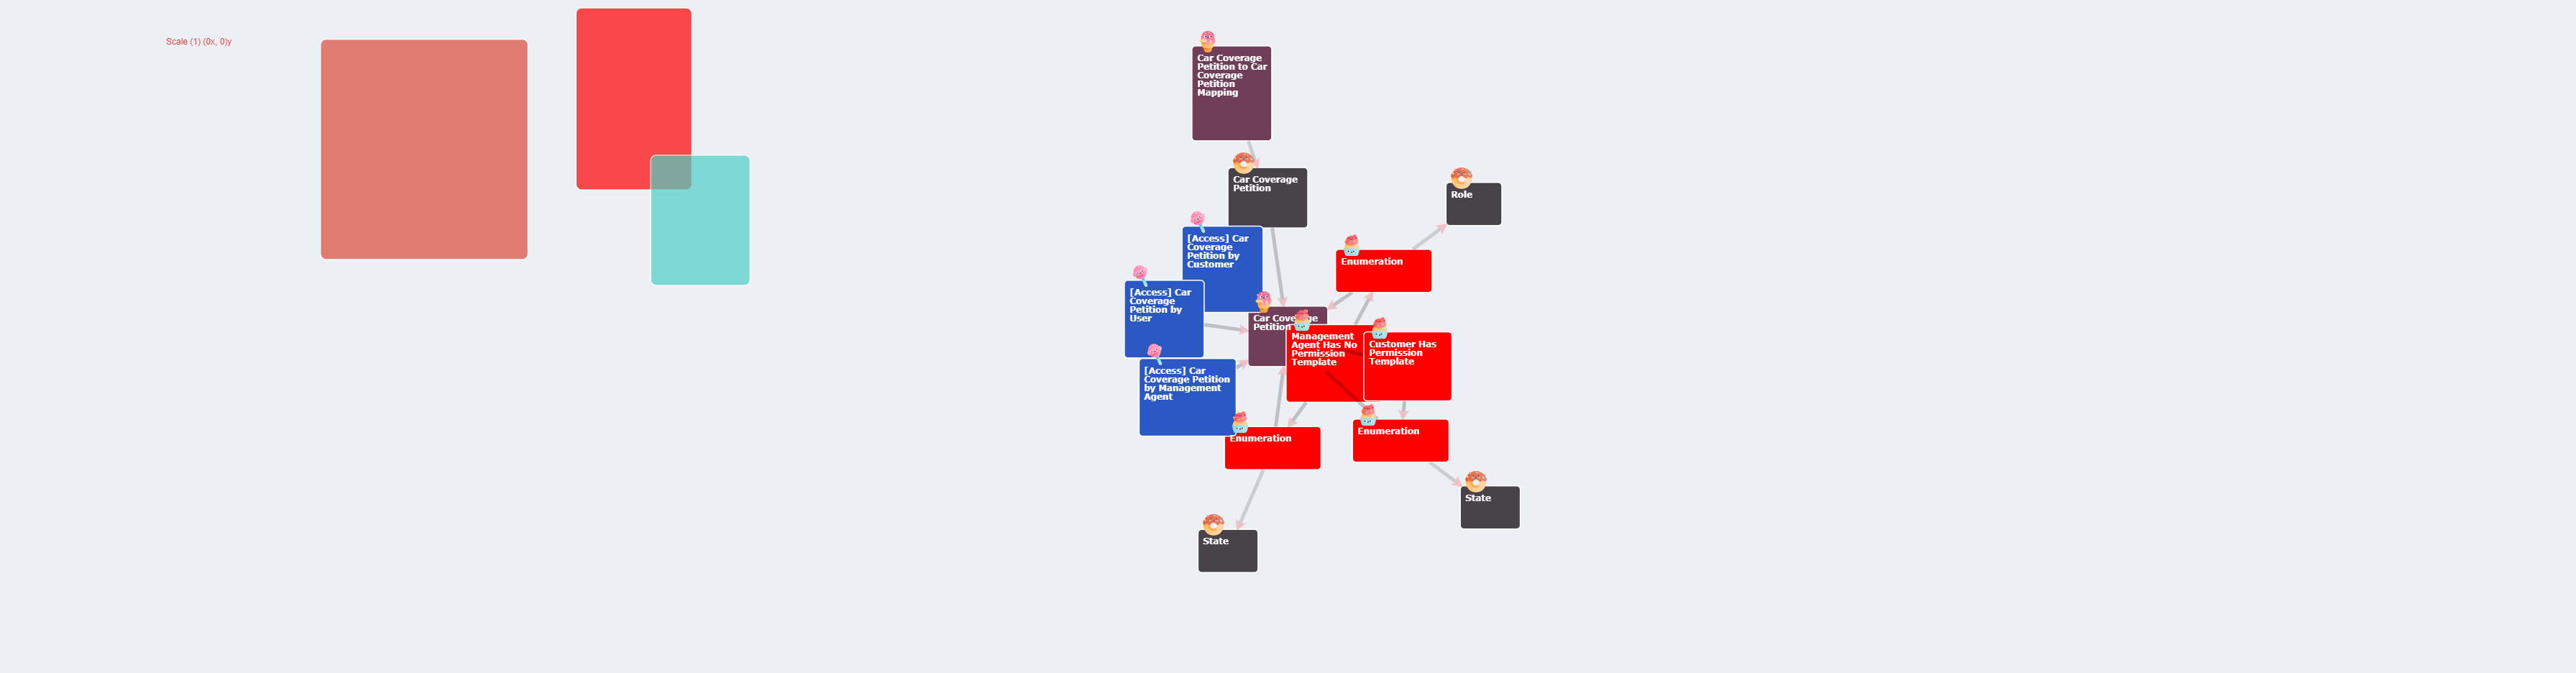 Scale (1) (0x, 0)y
Car Coverage
Petition to Car
Coverage
Petition
Mapping
Car Coverage
Petition
Role
[Access] Car
Coverage
Petition by
Customer
Enumeration
[Access] Car
Coverage
Petition by
User
Car Coverage
Petition
Management
Agent Has No
Permission
Template
Customer Has
Permission
Template
[Access] Car
Coverage Petition
by Management
Agent
Enumeration
Enumeration
State
State